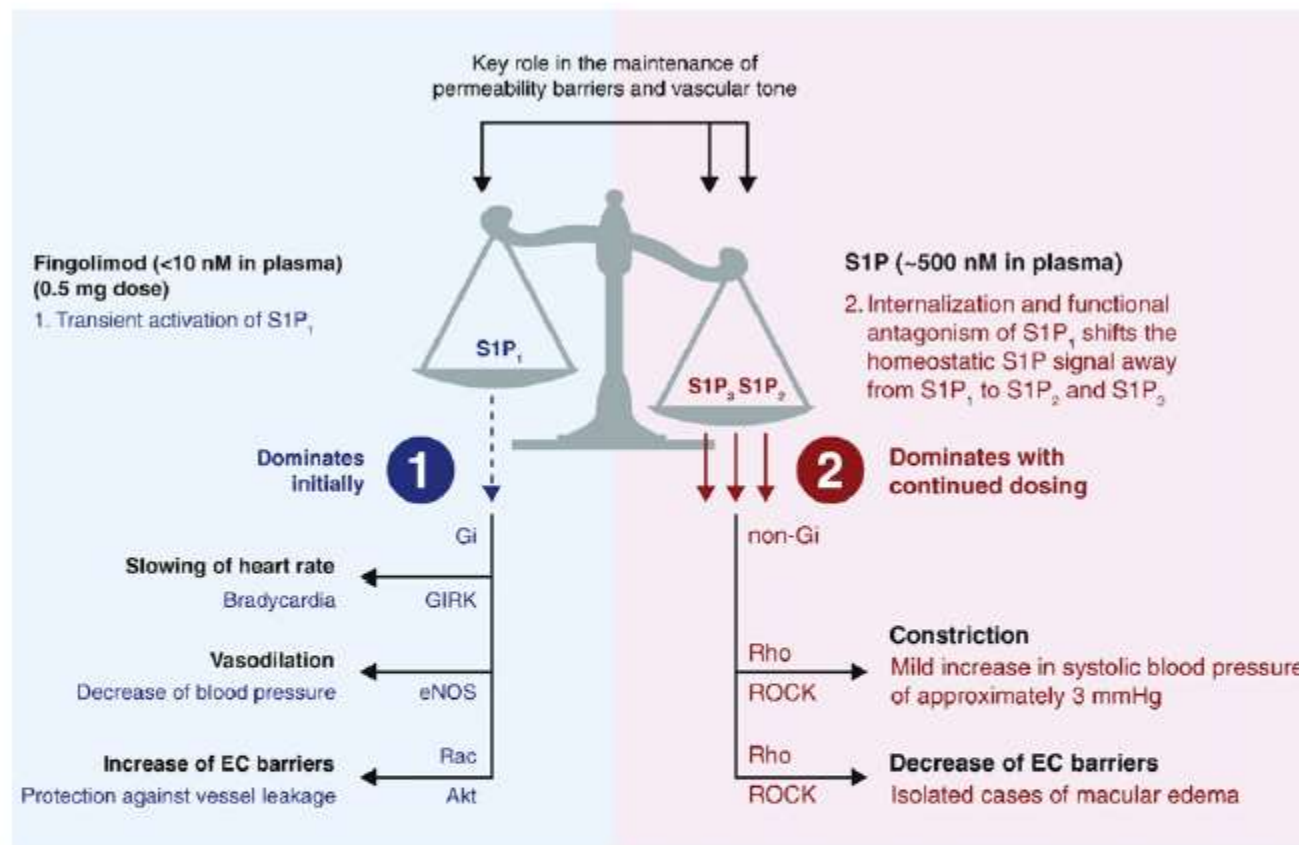 Key role in the maintenance of
permeability barriers and vascular tone
Fingolimod (<10 nM in plasma)
(0.5 mg dose)
1. Transient activation of S1P₁
S1P (~500 nM in plasma)
2. Internalization and functional
antagonism of S1P₁ shifts the
homeostatic S1P signal away
from S1P₁ to S1P₂ and S1P₃
S1P₁
S1P₃ S1P₂
Dominates
initially
1
2
Dominates with
continued dosing
Gi
Slowing of heart rate
Bradycardia
GIRK
Vasodilation
Decrease of blood pressure
eNOS
Increase of EC barriers
Rac
Protection against vessel leakage
Akt
non-Gi
Rho
ROCK
Constriction
Mild increase in systolic blood pressure
of approximately 3 mmHg
Rho
ROCK
Decrease of EC barriers
Isolated cases of macular edema